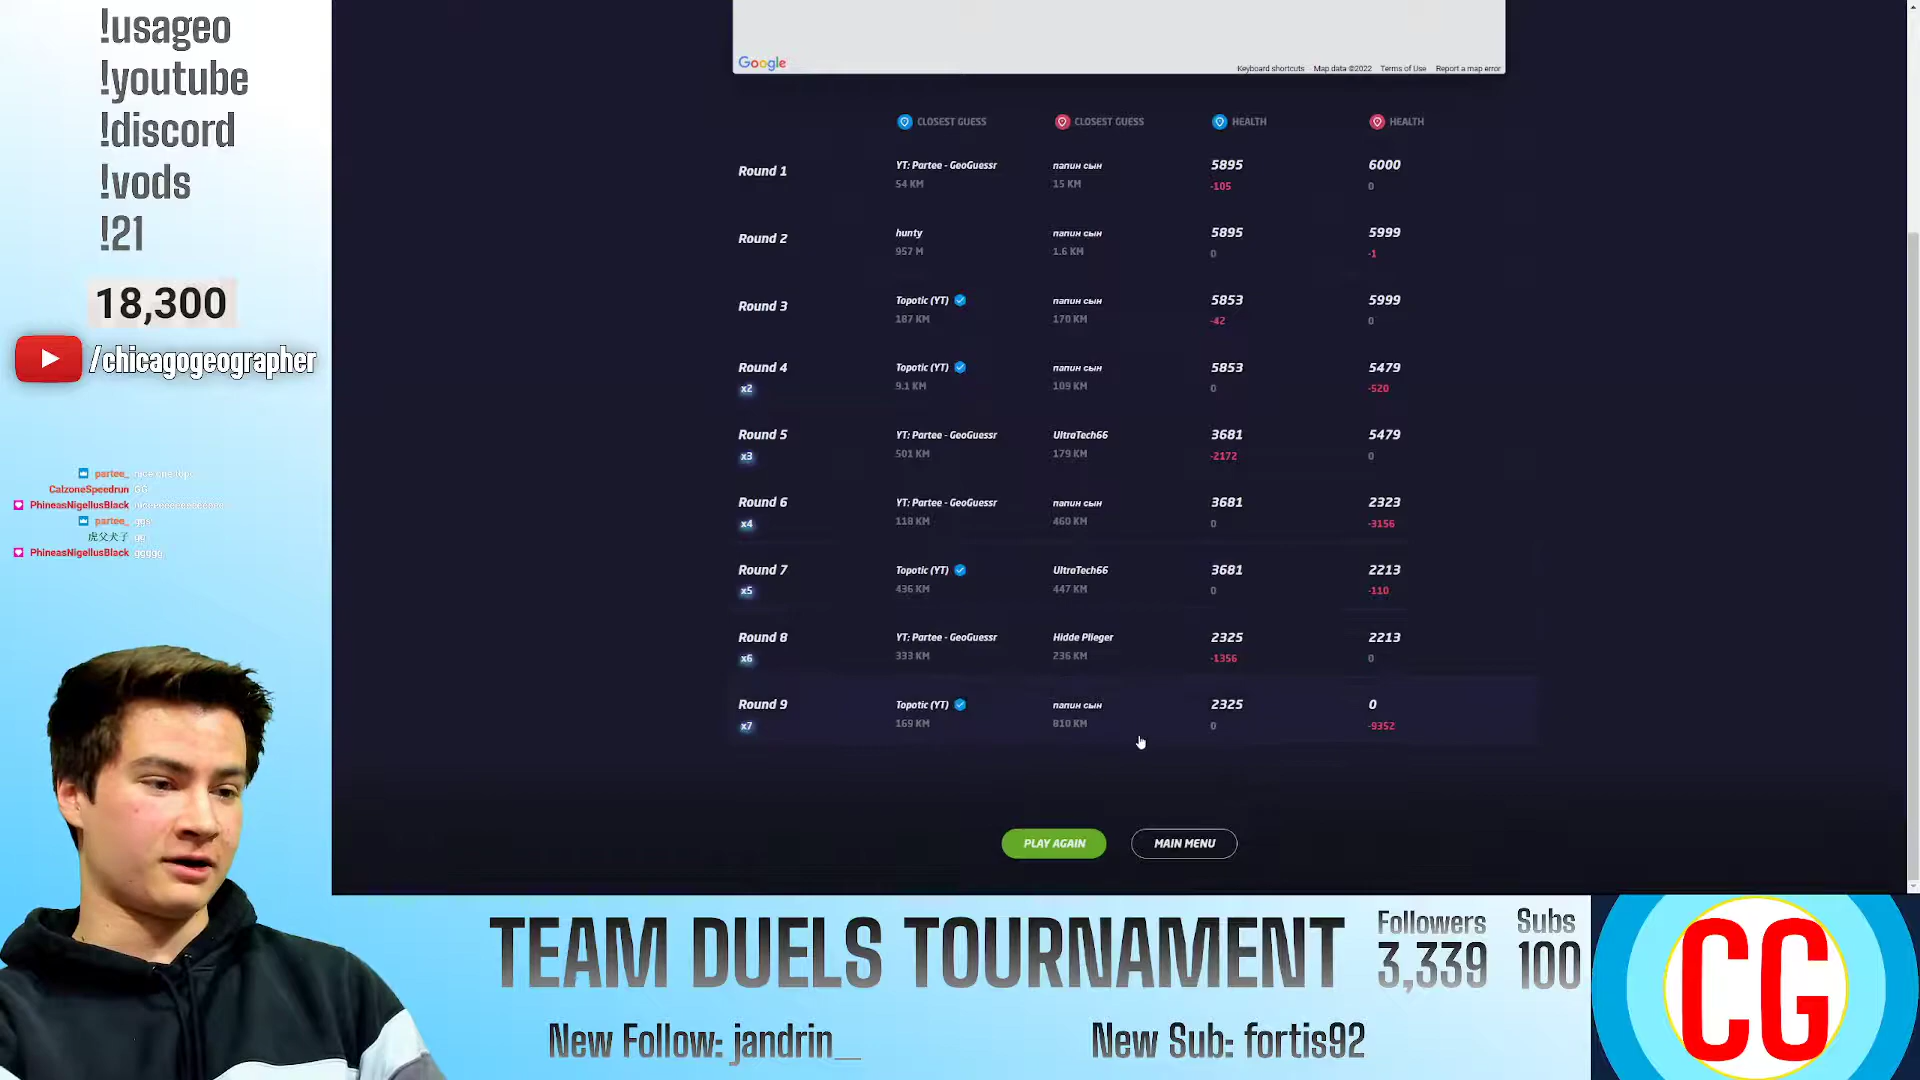 !usageo
!youtube
!discord
!vods
!21
18,300
/chicagogeographer
partee_
CalzoneSpeedrun GG
PhineasNigellusBlack
partee_ ggs
虎父犬子 gg
PhineasNigellusBlack ggggg
Google
Keyboard shortcuts Map data ©2022 Terms of Use Report a map error
CLOSEST GUESS CLOSEST GUESS HEALTH HEALTH
Round 1 YT: Partee - GeoGuessr папин сын 5895 6000
54 KM 15 KM -105 0
Round 2 hunty папин сын 5895 5999
957 M 1.6 KM 0 -1
Round 3 Topotic (YT) папин сын 5853 5999
187 KM 170 KM -42 0
Round 4 Topotic (YT) папин сын 5853 5479
x2 9.1 KM 109 KM 0 -520
Round 5 YT: Partee - GeoGuessr UltraTech66 3681 5479
x3 501 KM 179 KM -2172 0
Round 6 YT: Partee - GeoGuessr папин сын 3681 2323
x4 118 KM 460 KM 0 -3156
Round 7 Topotic (YT) UltraTech66 3681 2213
x5 436 KM 447 KM 0 -110
Round 8 YT: Partee - GeoGuessr Hidde Plieger 2325 2213
x6 333 KM 236 KM -1356 0
Round 9 Topotic (YT) папин сын 2325 0
x7 169 KM 810 KM 0 -9352
PLAY AGAIN MAIN MENU
TEAM DUELS TOURNAMENT
Followers Subs
3,339 100
New Follow: jandrin_ New Sub: fortis92
CG